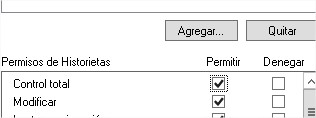 Agregar... Quitar
Permisos de Historietas Permitir Denegar
Control total
Modificar